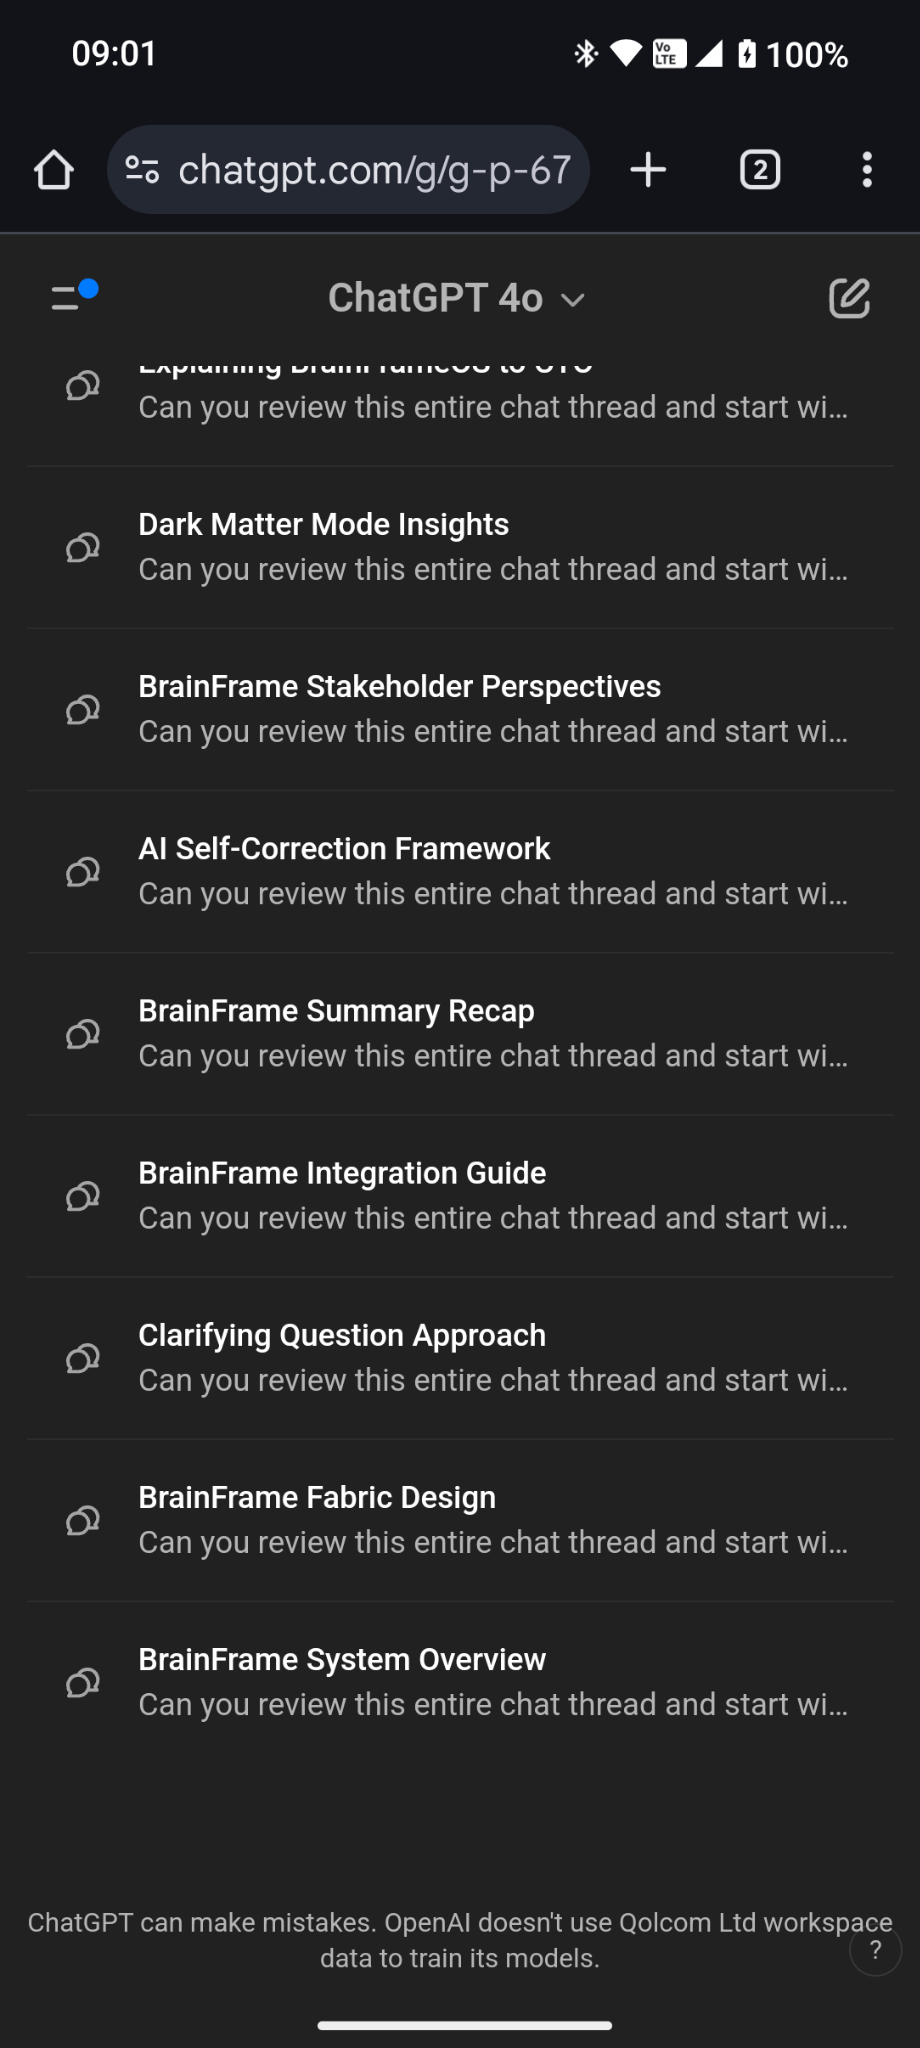 09:01
Vo
LTE
100%
chatgpt.com/g/g-p-67
2
ChatGPT 4o
Explaining BrainFrameOS to CTO
Can you review this entire chat thread and start wi...
Dark Matter Mode Insights
Can you review this entire chat thread and start wi...
BrainFrame Stakeholder Perspectives
Can you review this entire chat thread and start wi...
AI Self-Correction Framework
Can you review this entire chat thread and start wi...
BrainFrame Summary Recap
Can you review this entire chat thread and start wi...
BrainFrame Integration Guide
Can you review this entire chat thread and start wi...
Clarifying Question Approach
Can you review this entire chat thread and start wi...
BrainFrame Fabric Design
Can you review this entire chat thread and start wi...
BrainFrame System Overview
Can you review this entire chat thread and start wi...
ChatGPT can make mistakes. OpenAI doesn't use Qolcom Ltd workspace
data to train its models.
?